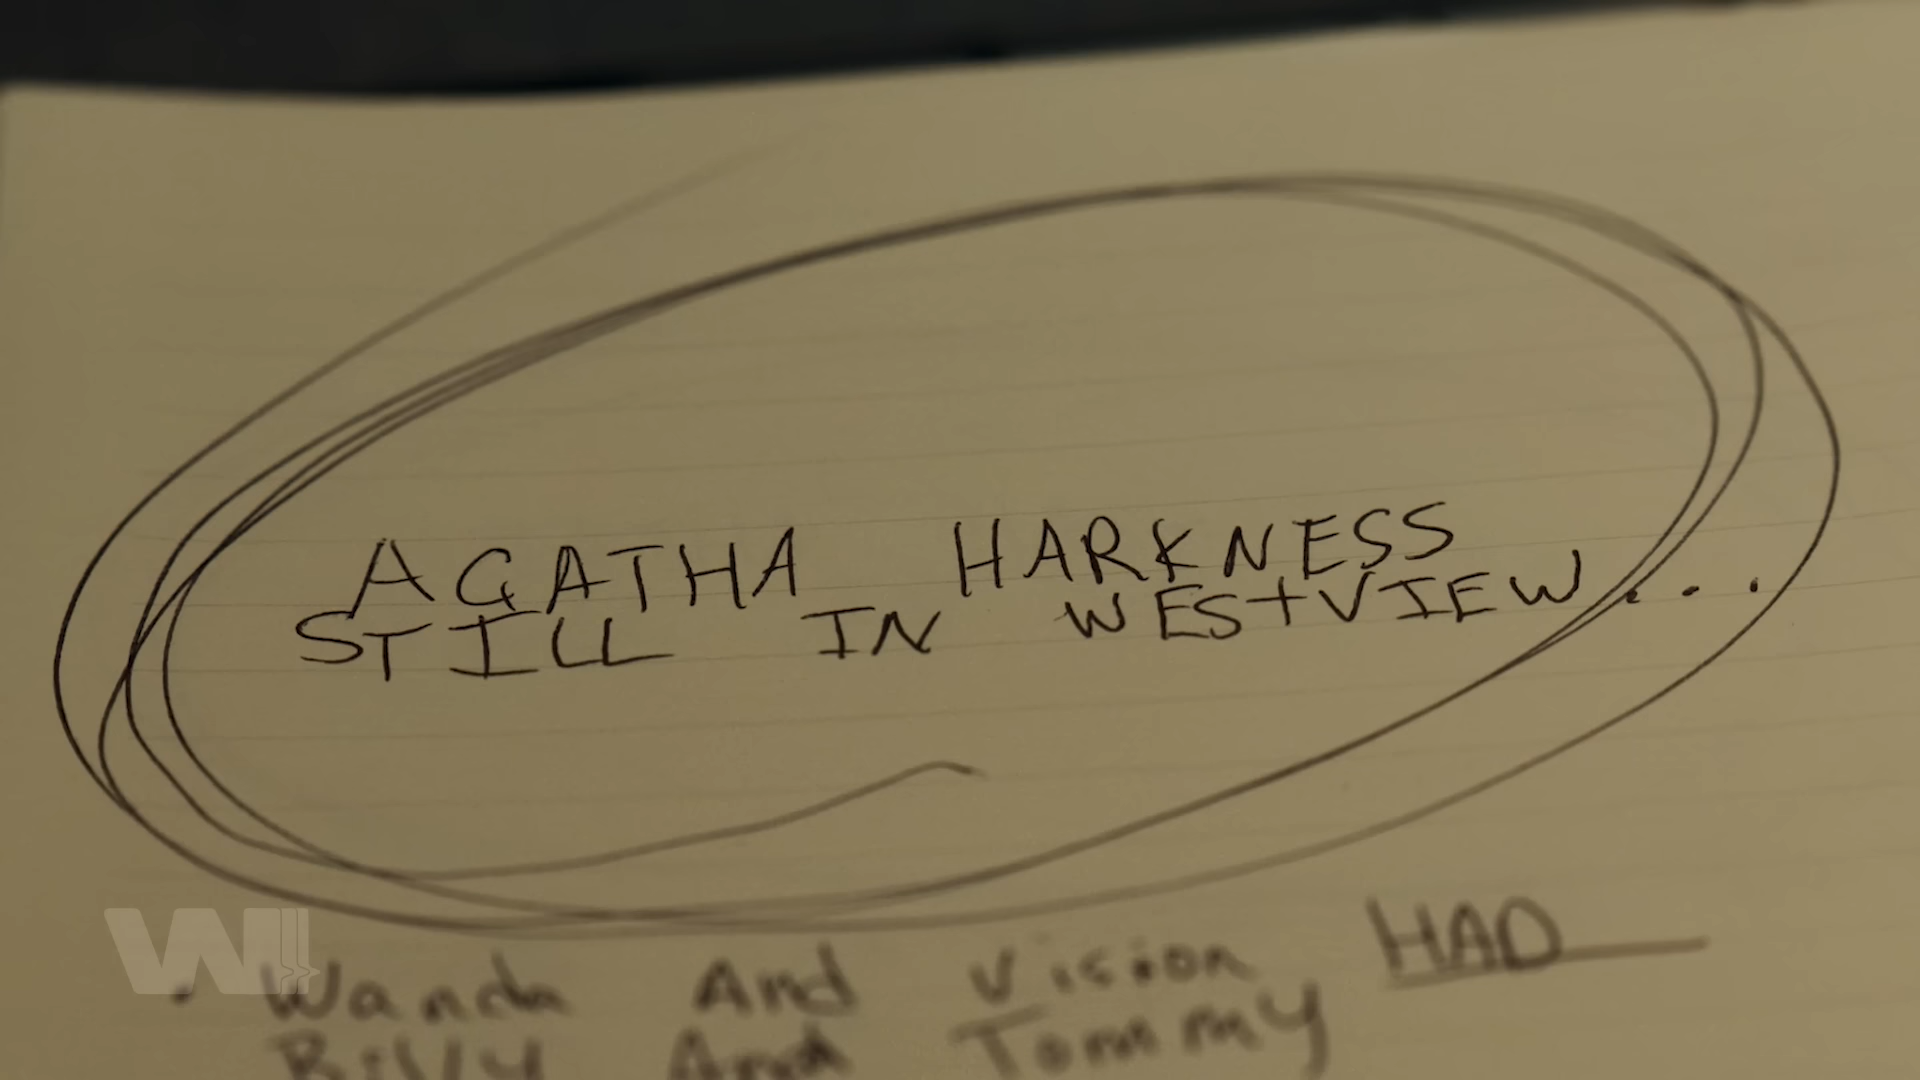 AGATHA HARKNESS
STILL IN WESTVIEW...
• Wanda And Vision HAD
Billy And Tommy